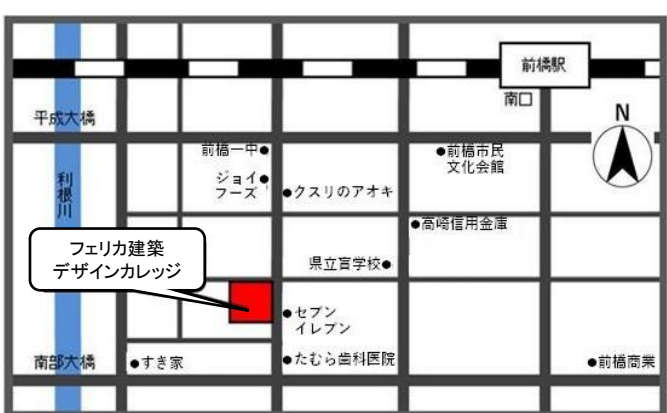 前橋駅
南口
平成大橋
N
前橋一中
前橋市民
文化会館
ジョイ
フーズ
クスリのアオキ
利根川
高崎信用金庫
フェリカ建築
デザインカレッジ
県立盲学校
セブン
イレブン
南部大橋
すき家
たむら歯科医院
前橋商業